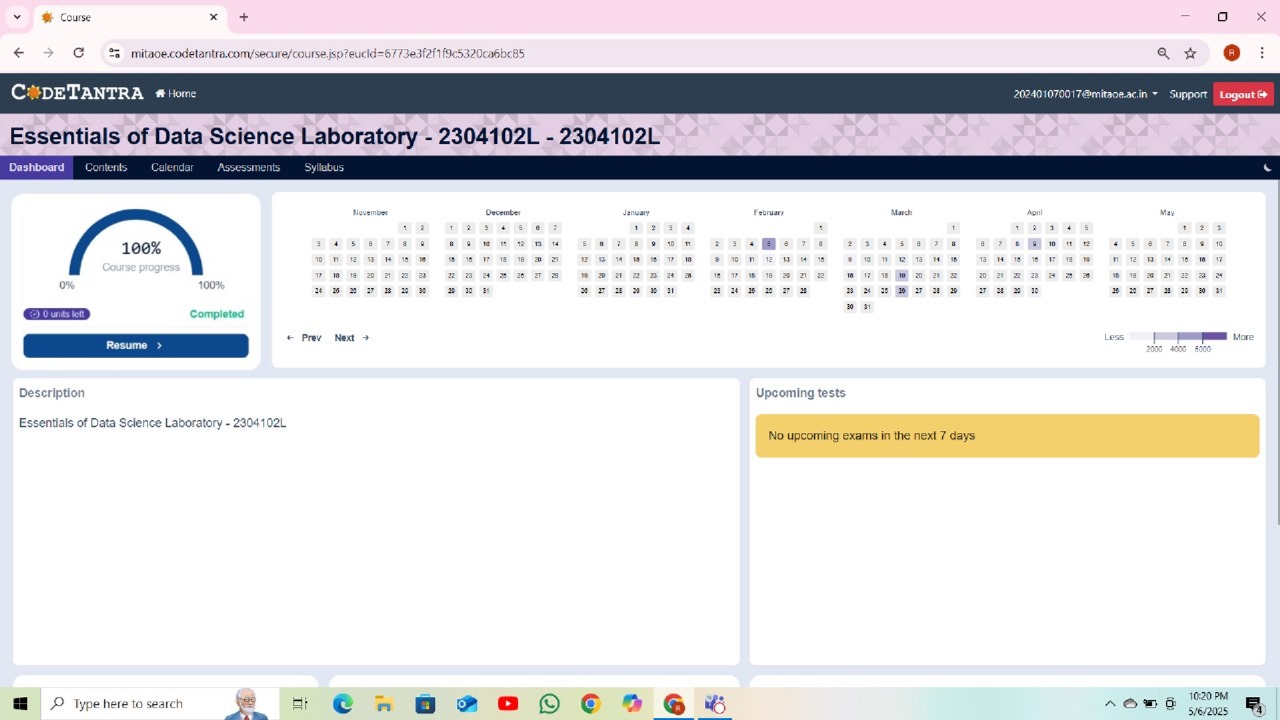 Course
mitaoe.codetantra.com/secure/course.jsp?eucId=6773e3f2f1f9c5320ca6bc85
R
CODETANTRA Home 202401070017@mitaoe.ac.in Support Logout
Essentials of Data Science Laboratory - 2304102L - 2304102L
Dashboard Contents Calendar Assessments Syllabus
100%
Course progress
0% 100%
0 units left Completed
Resume
November December January February March April May
1 2 1 2 3 4 5 6 7 1 2 3 4 1 1 1 2 3 4 5 1 2 3
3 4 5 6 7 8 9 8 9 10 11 12 13 14 5 6 7 8 9 10 11 2 3 4 5 6 7 8 2 3 4 5 6 7 8 6 7 8 9 10 11 12 4 5 6 7 8 9 10
10 11 12 13 14 15 16 15 16 17 18 19 20 21 12 13 14 15 16 17 18 9 10 11 12 13 14 15 9 10 11 12 13 14 15 13 14 15 16 17 18 19 11 12 13 14 15 16 17
17 18 19 20 21 22 23 22 23 24 25 26 27 28 19 20 21 22 23 24 25 16 17 18 19 20 21 22 16 17 18 19 20 21 22 20 21 22 23 24 25 26 18 19 20 21 22 23 24
24 25 26 27 28 29 30 29 30 31 26 27 28 29 30 31 23 24 25 26 27 28 23 24 25 26 27 28 29 27 28 29 30 25 26 27 28 29 30 31
30 31
← Prev Next → Less More
2000 4000 6000
Description
Essentials of Data Science Laboratory - 2304102L
Upcoming tests
No upcoming exams in the next 7 days
Type here to search
10:20 PM
5/6/2025
4